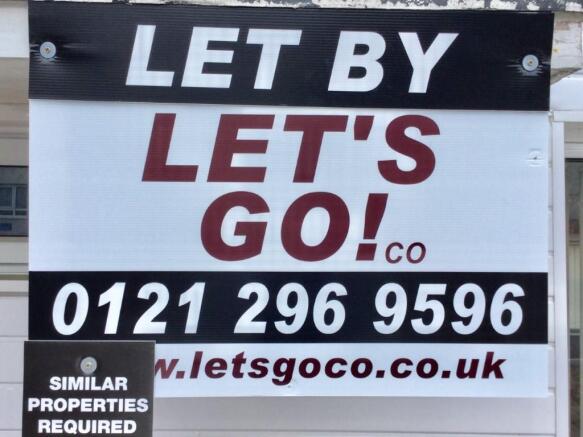 LET BY
LET'S
GO! CO
0121 296 9596
w.letsgoco.co.uk
SIMILAR
PROPERTIES
REQUIRED